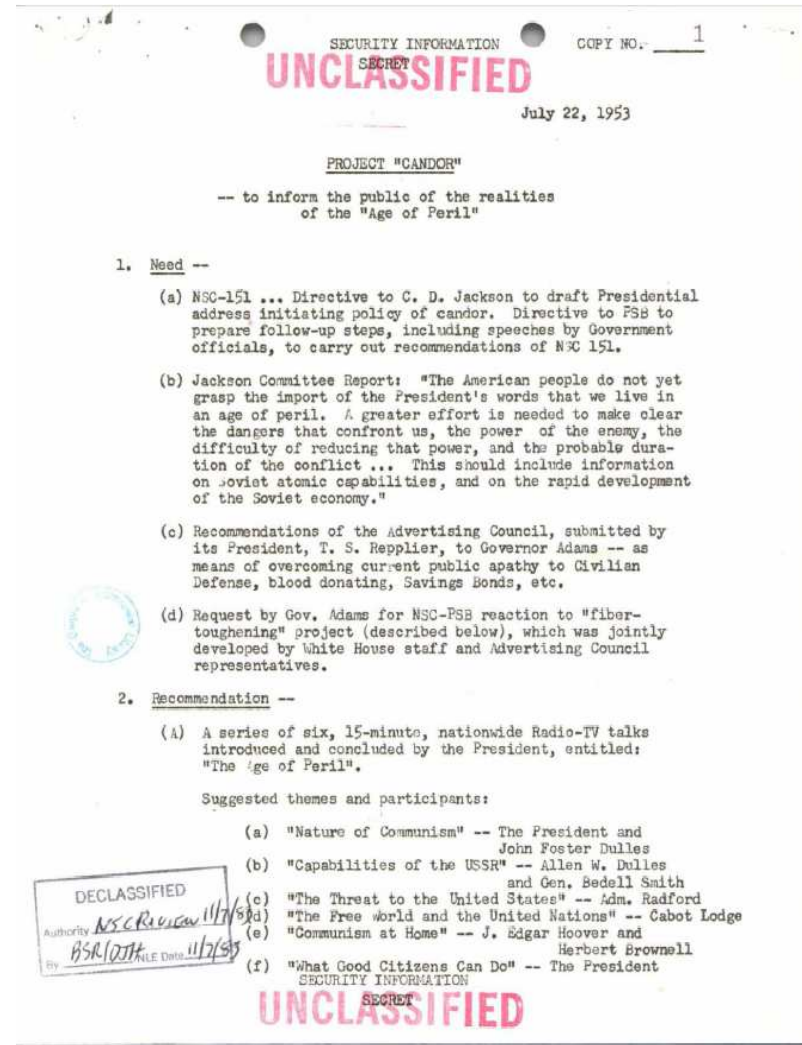 SECURITY INFORMATION
COPY NO. 1
SECRET
UNCLASSIFIED
July 22, 1953
PROJECT "CANDOR"
-- to inform the public of the realities
of the "Age of Peril"
1. Need --
(a) NSC-151 ... Directive to C. D. Jackson to draft Presidential
address initiating policy of candor. Directive to PSB to
prepare follow-up steps, including speeches by Government
officials, to carry out recommendations of NSC 151.
(b) Jackson Committee Report: "The American people do not yet
grasp the import of the President's words that we live in
an age of peril. A greater effort is needed to make clear
the dangers that confront us, the power of the enemy, the
difficulty of reducing that power, and the probable dura-
tion of the conflict ... This should include information
on Soviet atomic capabilities, and on the rapid development
of the Soviet economy."
(c) Recommendations of the Advertising Council, submitted by
its President, T. S. Repplier, to Governor Adams -- as
means of overcoming current public apathy to Civilian
Defense, blood donating, Savings Bonds, etc.
(d) Request by Gov. Adams for NSC-PSB reaction to "fiber-
toughening" project (described below), which was jointly
developed by White House staff and Advertising Council
representatives.
2. Recommendation --
(A) A series of six, 15-minute, nationwide Radio-TV talks
introduced and concluded by the President, entitled:
"The Age of Peril".
Suggested themes and participants:
(a) "Nature of Communism" -- The President and
John Foster Dulles
(b) "Capabilities of the USSR" -- Allen W. Dulles
and Gen. Bedell Smith
(c) "The Threat to the United States" -- Adm. Radford
(d) "The Free World and the United Nations" -- Cabot Lodge
(e) "Communism at Home" -- J. Edgar Hoover and
Herbert Brownell
(f) "What Good Citizens Can Do" -- The President
DECLASSIFIED
Authority NSC Review 11/7/83
By NLE Date
SECURITY INFORMATION
SECRET
UNCLASSIFIED